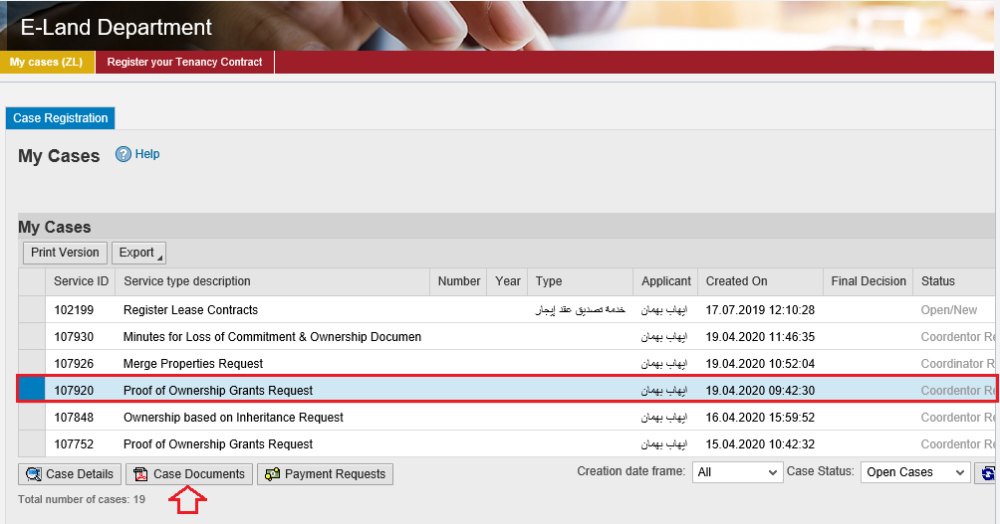 E-Land Department
My cases (ZL) Register your Tenancy Contract
Case Registration
My Cases Help
My Cases
Print Version Export
Service ID Service type description Number Year Type Applicant Created On Final Decision Status
102199 Register Lease Contracts خدمة تصديق عقد إيجار ايهاب بهمان 17.07.2019 12:10:28 Open/New
107930 Minutes for Loss of Commitment & Ownership Documen ايهاب بهمان 19.04.2020 11:46:35 Coordentor Re
107926 Merge Properties Request ايهاب بهمان 19.04.2020 10:52:04 Coordinator R
107920 Proof of Ownership Grants Request ايهاب بهمان 19.04.2020 09:42:30 Coordentor Re
107848 Ownership based on Inheritance Request ايهاب بهمان 16.04.2020 15:59:52 Coordentor Re
107752 Proof of Ownership Grants Request ايهاب بهمان 15.04.2020 10:42:32 Coordentor Re
Case Details Case Documents Payment Requests Creation date frame: All Case Status: Open Cases
Total number of cases: 19